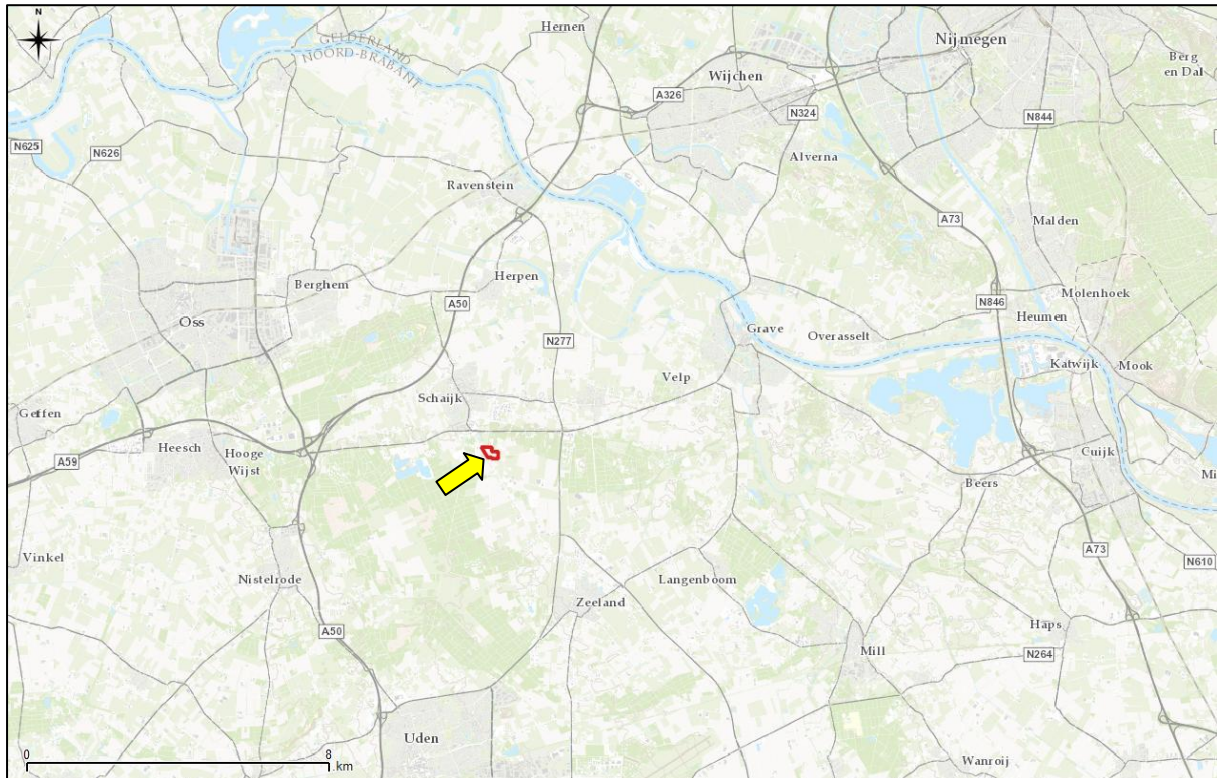 N
Hernen
Nijmegen
Berg
en Dal
GELDERLAND
NOORD-BRABANT
Wijchen
A326
N324
N844
N625
N626
Alverna
Ravenstein
A73
Malden
Herpen
Berghem
A50
N846
Molenhoek
Heumen
Oss
N277
Grave
Overasselt
Katwijk
Mook
Velp
Schaijk
Geffen
Heesch
Hooge
Wijst
A59
Cuijk
Beers
Mi
Vinkel
Nistelrode
Langenboom
A73
N610
Zeeland
A50
Haps
Mill
N264
Uden
Wanroij
0
8
km